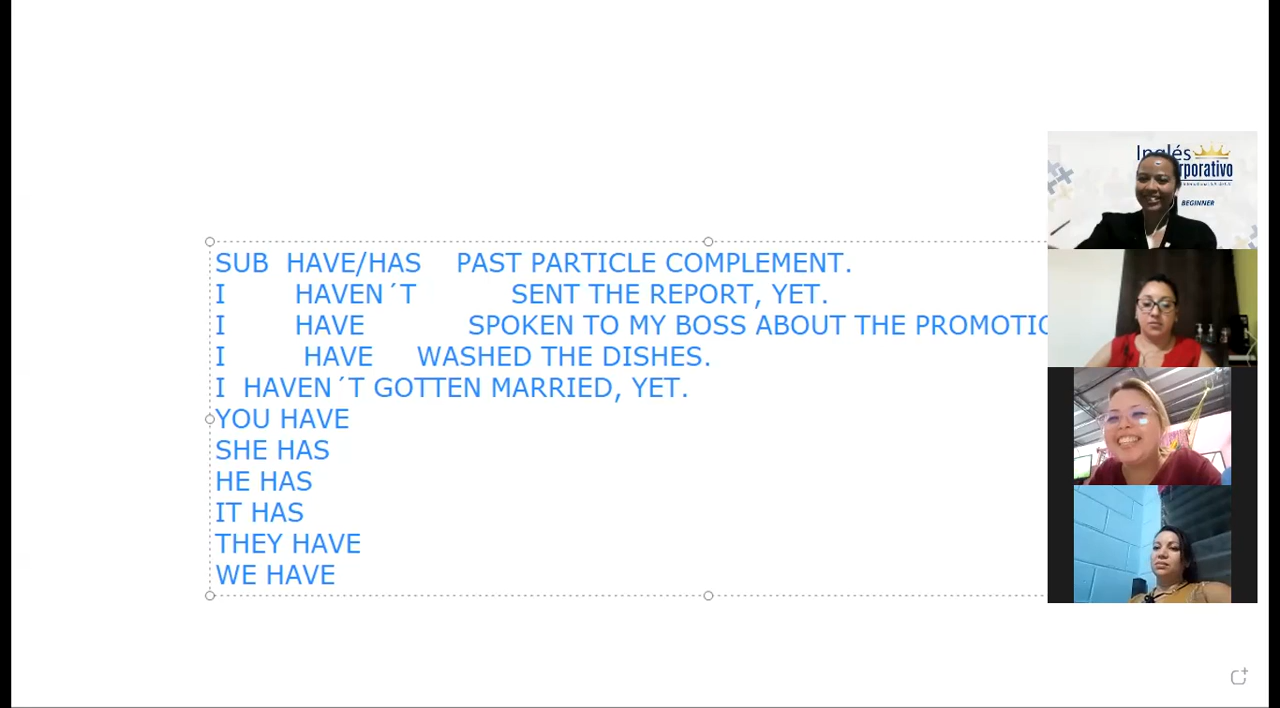 SUB HAVE/HAS PAST PARTICLE COMPLEMENT.
I HAVEN´T SENT THE REPORT, YET.
I HAVE SPOKEN TO MY BOSS ABOUT THE
I HAVE WASHED THE DISHES.
I HAVEN´T GOTTEN MARRIED, YET.
YOU HAVE
SHE HAS
HE HAS
IT HAS
THEY HAVE
WE HAVE
Inglés
BEGINNER